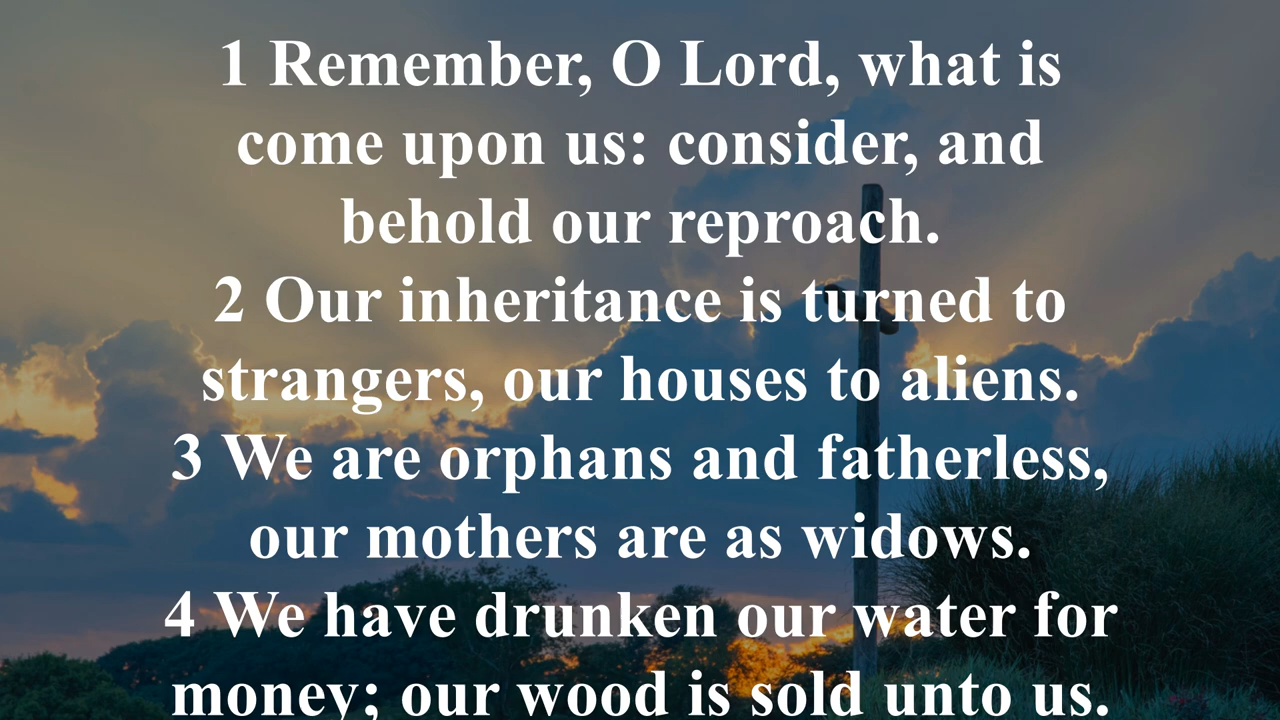 1 Remember, O Lord, what is
come upon us: consider, and
behold our reproach.
2 Our inheritance is turned to
strangers, our houses to aliens.
3 We are orphans and fatherless,
our mothers are as widows.
4 We have drunken our water for
money; our wood is sold unto us.